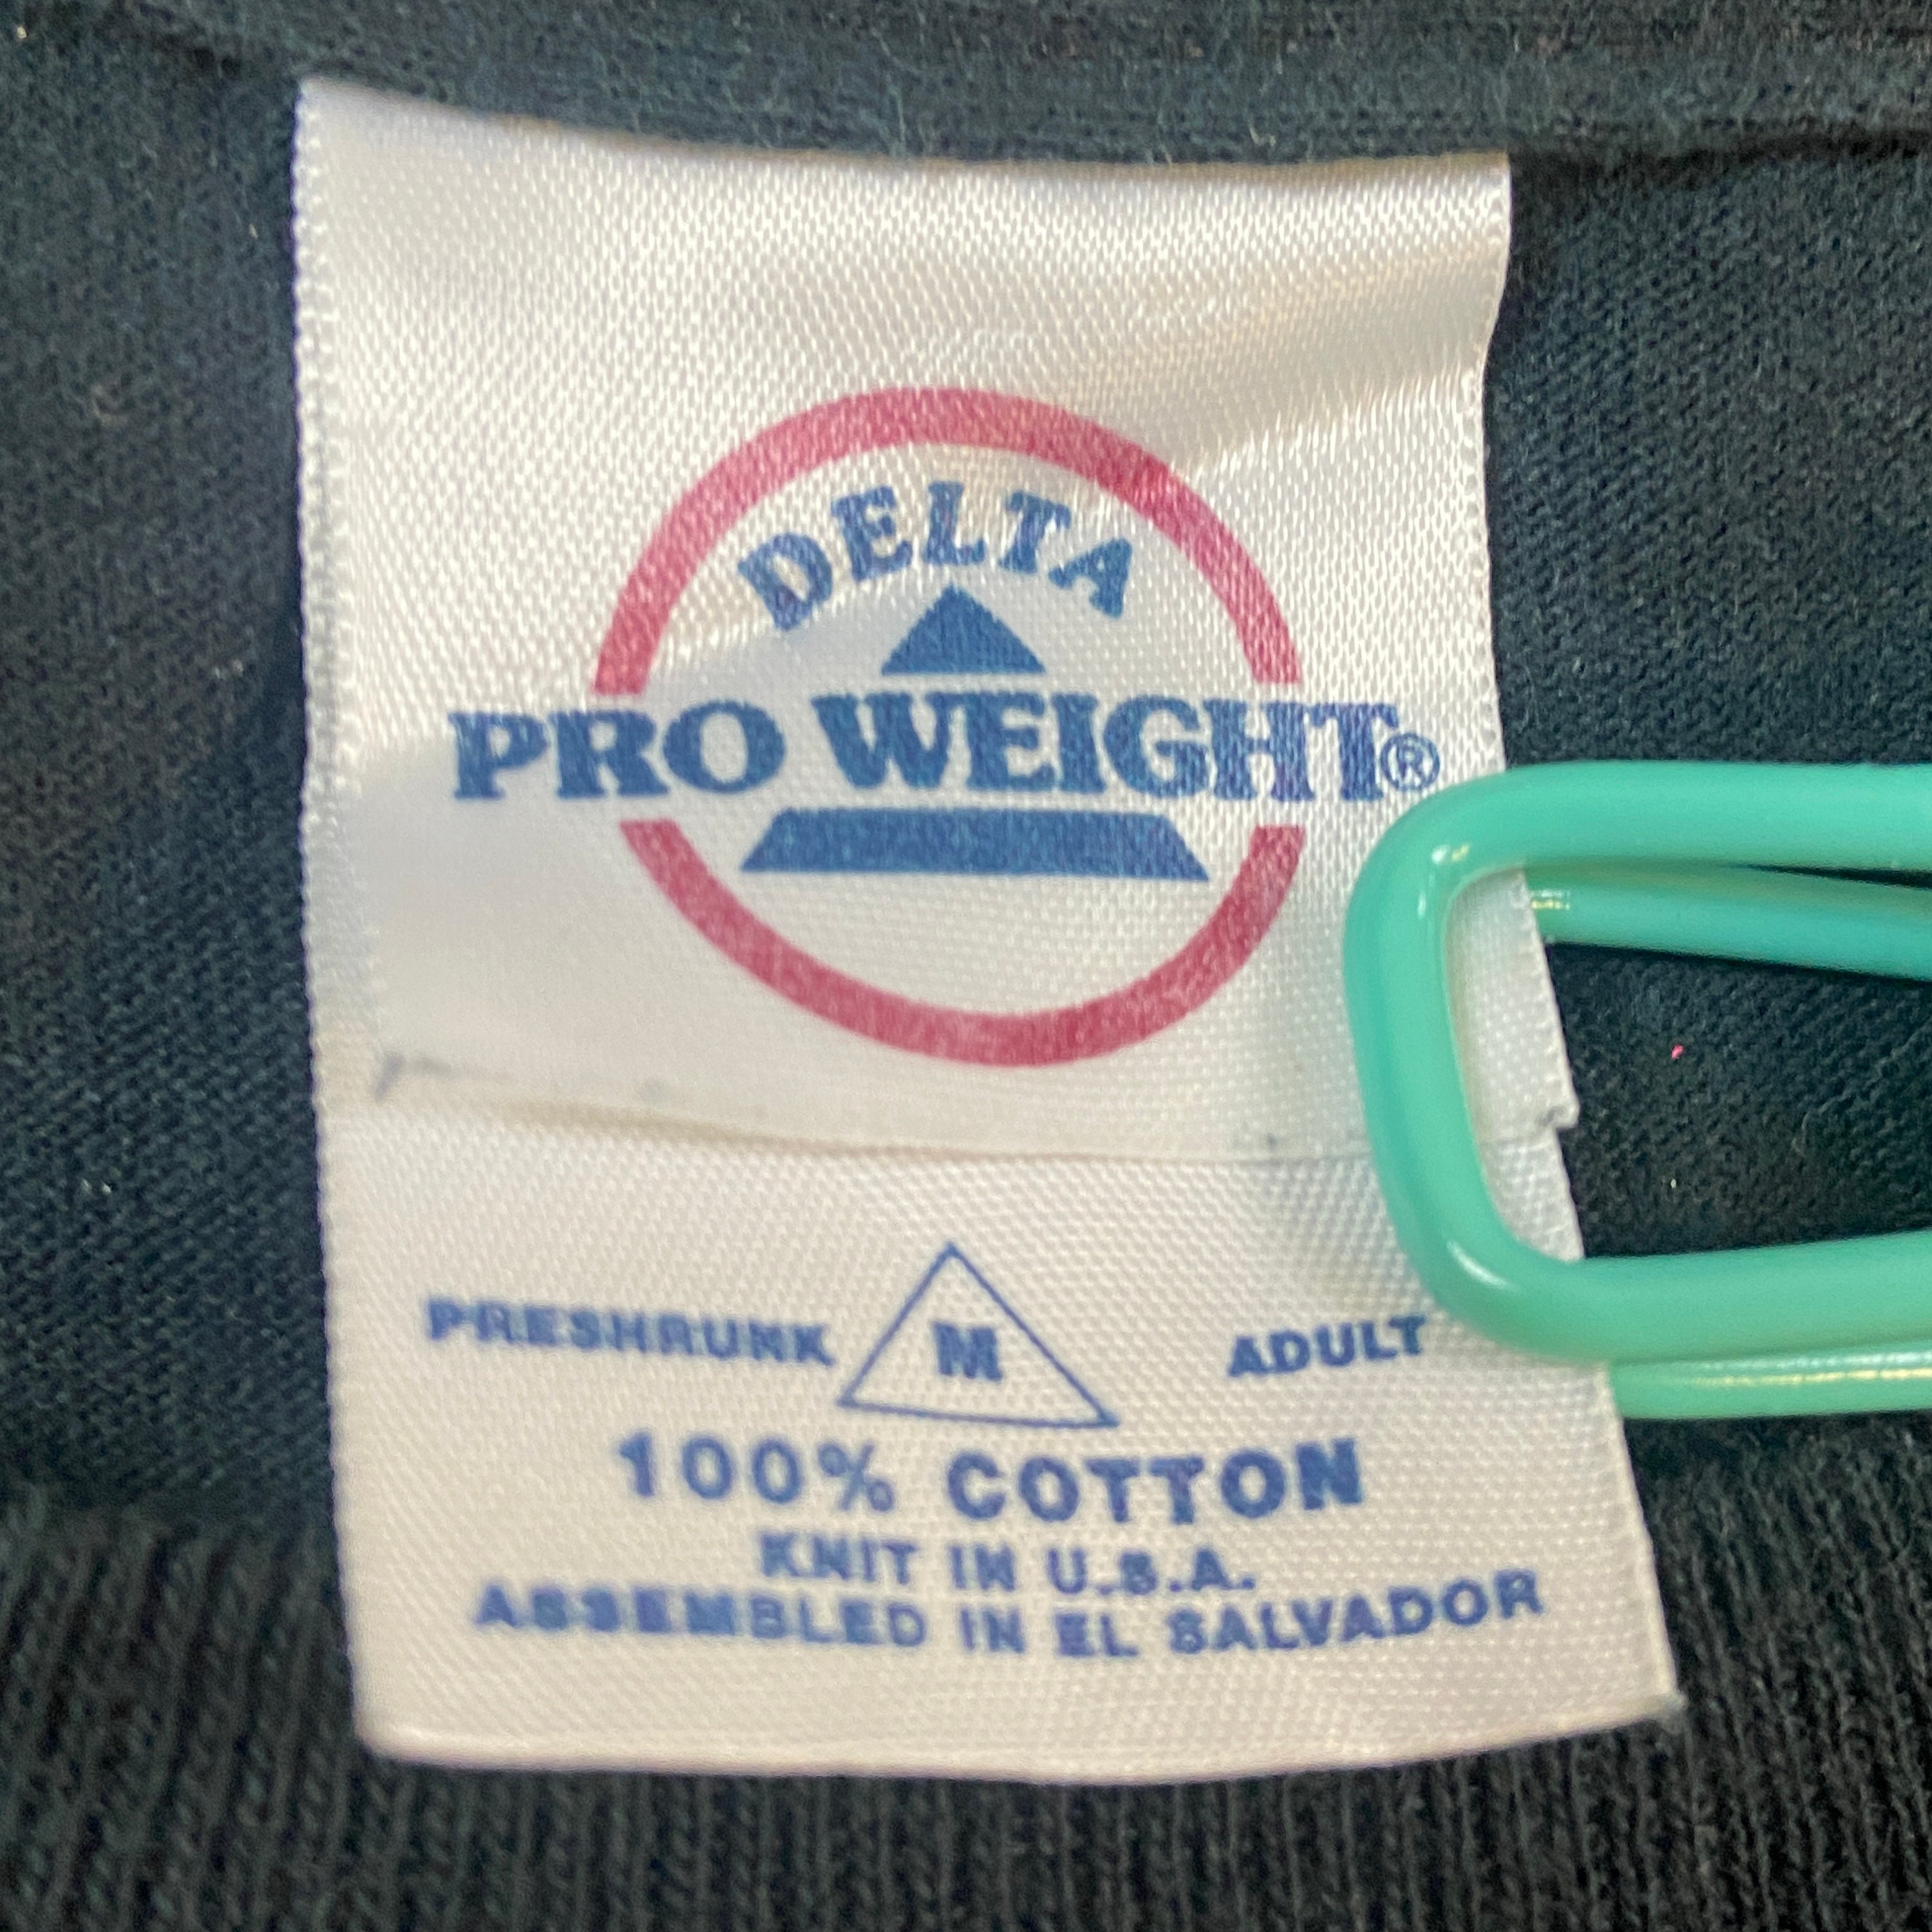 DELTA
PRO WEIGHT®
PRESHRUNK M ADULT
100% COTTON
KNIT IN U.S.A.
ASSEMBLED IN EL SALVADOR